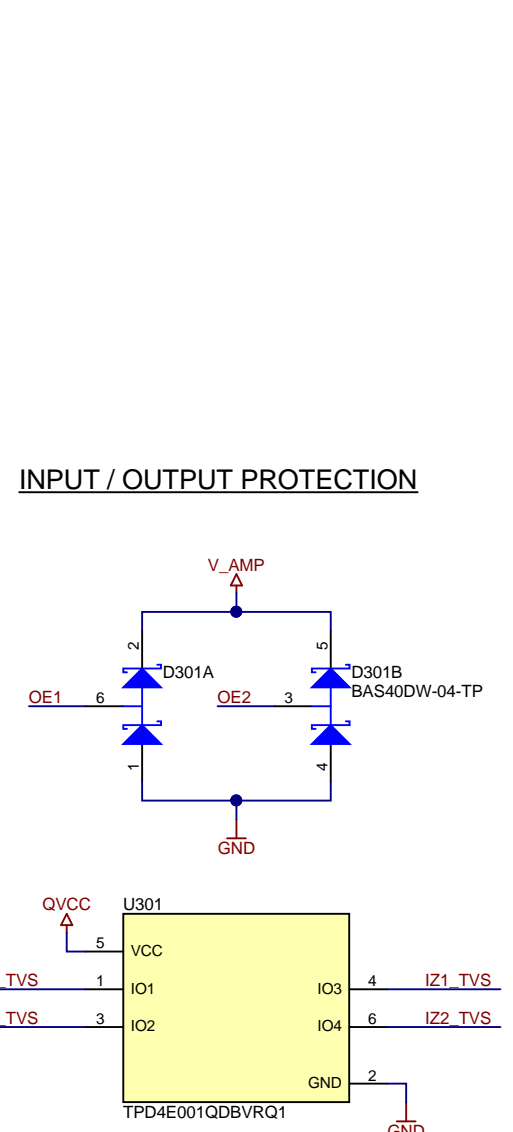 INPUT / OUTPUT PROTECTION
V_AMP
2
5
D301A
D301B
BAS40DW-04-TP
OE1
6
OE2
3
1
4
GND
QVCC
U301
5
VCC
_TVS
1
IO1
IO3
4
IZ1_TVS
_TVS
3
IO2
IO4
6
IZ2_TVS
GND
2
TPD4E001QDBVRQ1
GND